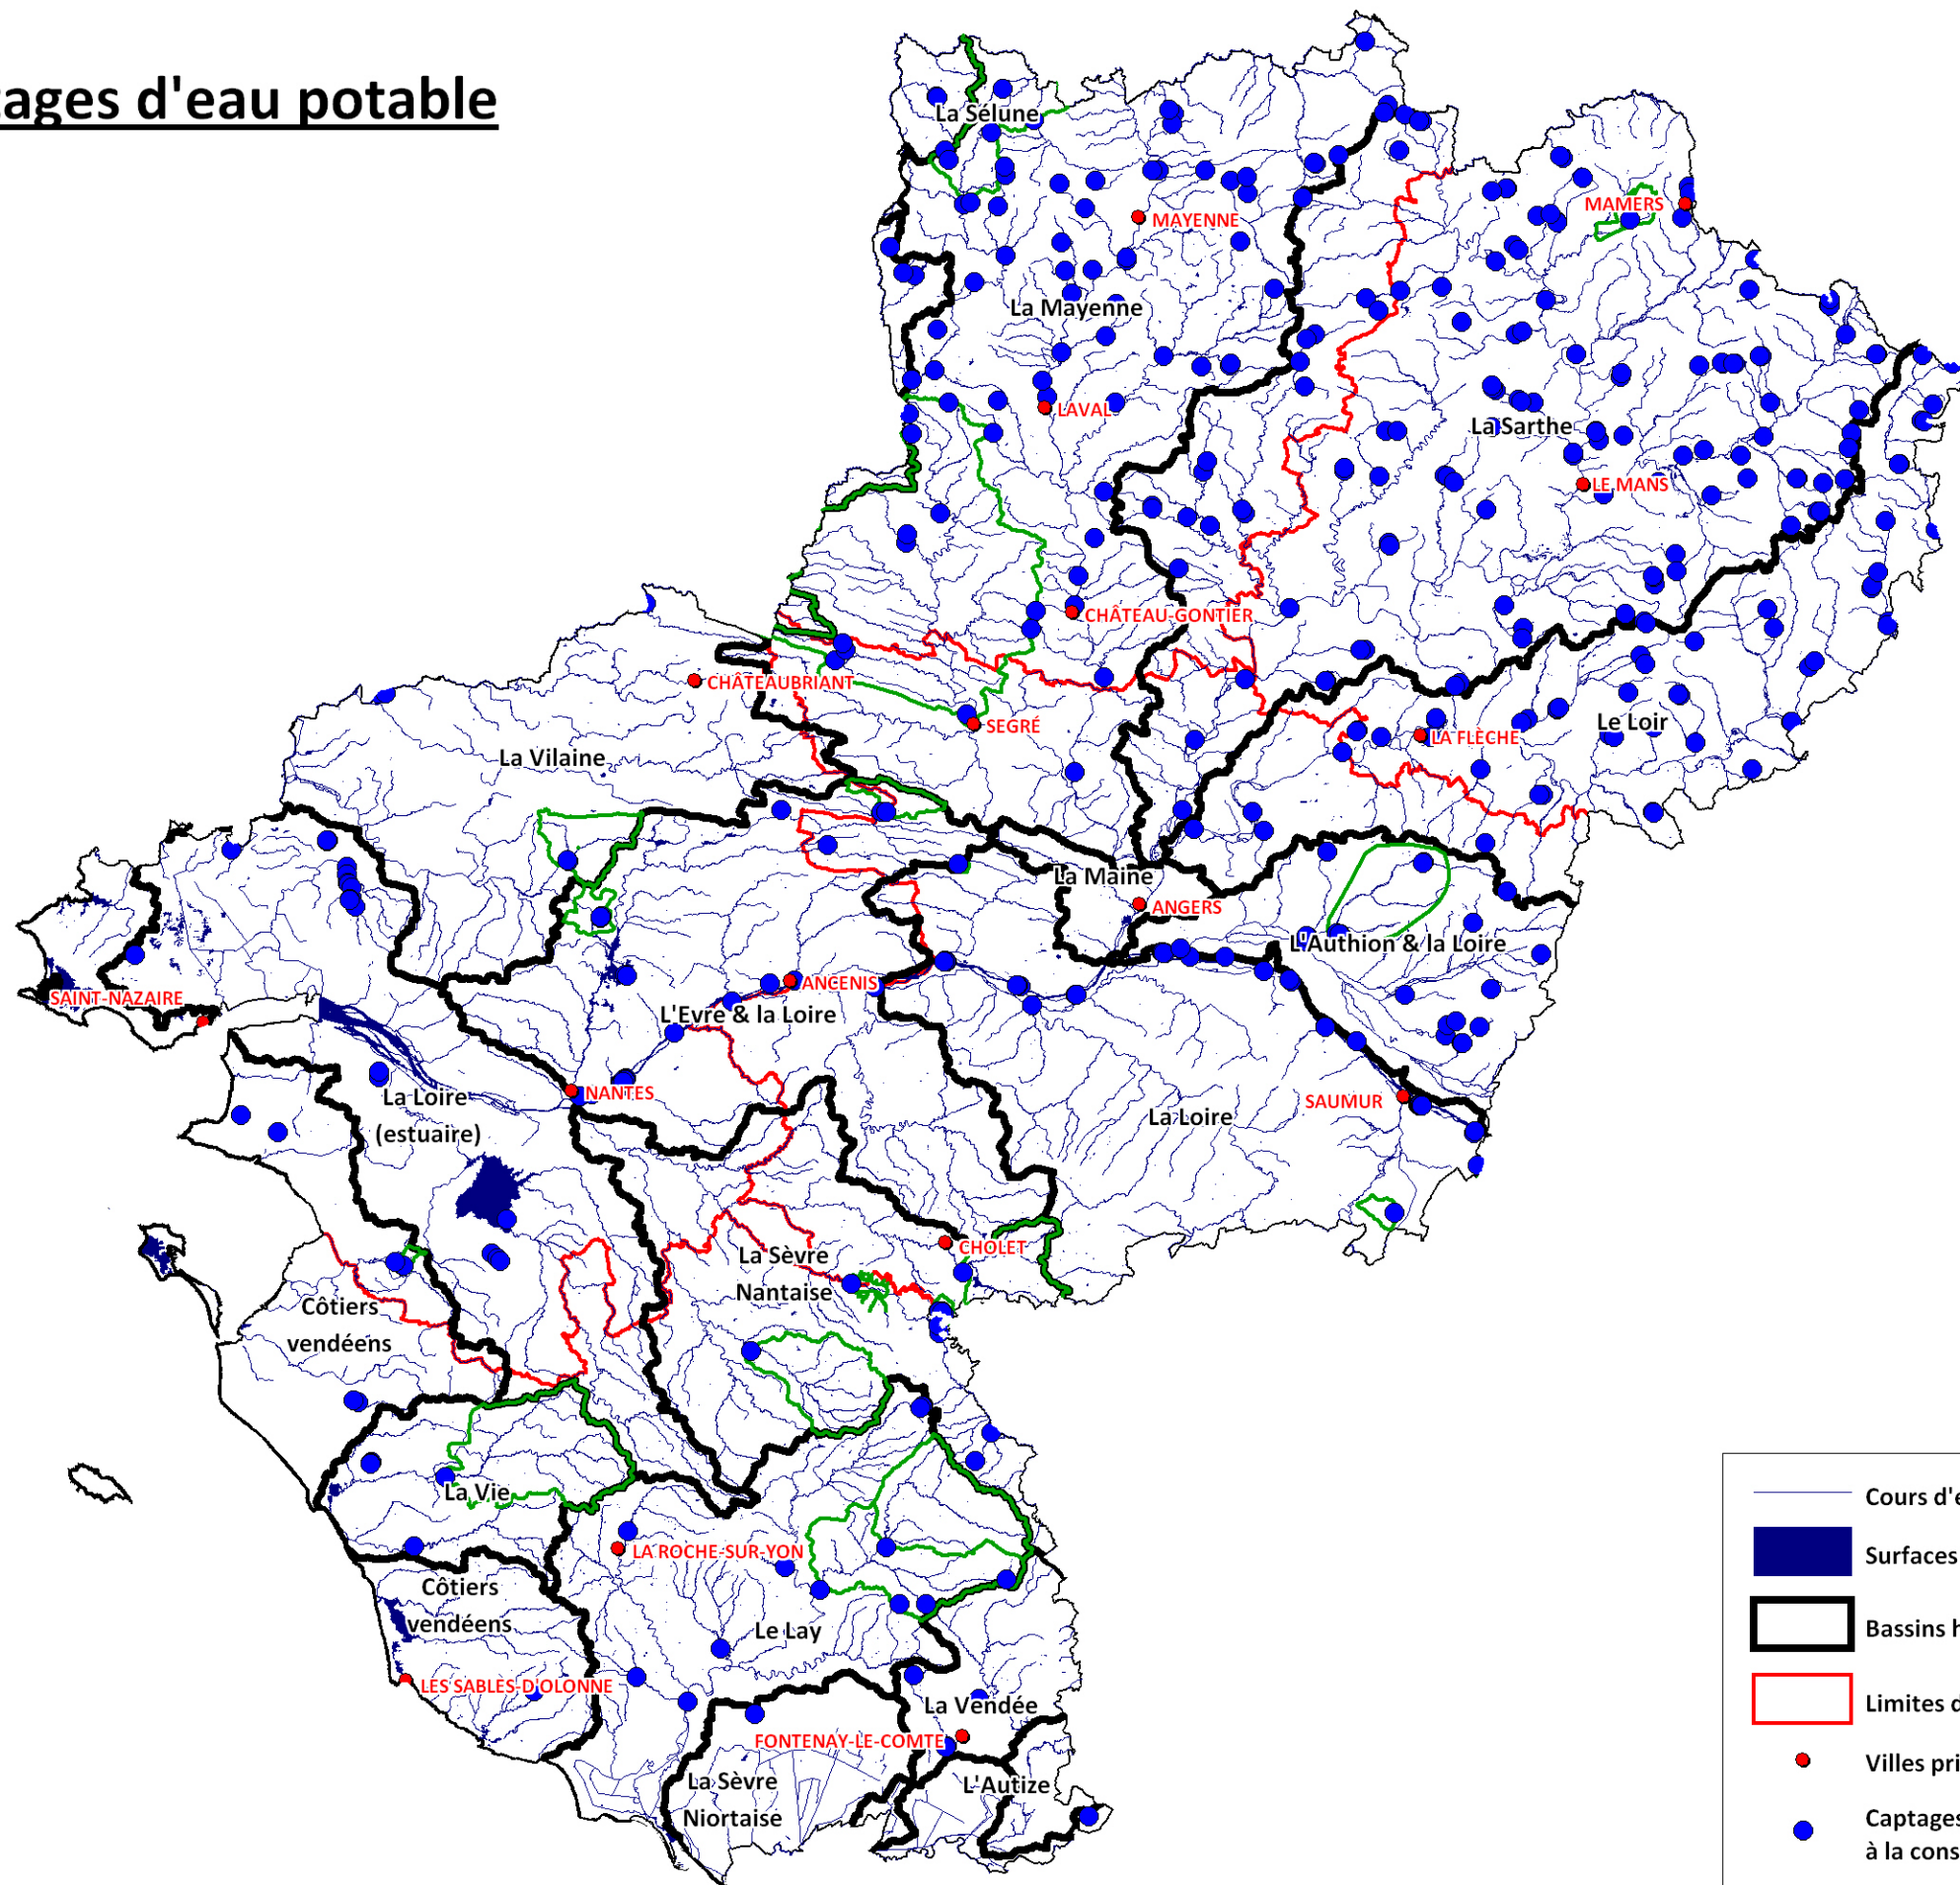 d'eau potable
La Sélune
MAYENNE
MAMERS
La Mayenne
LAVAL
La Sarthe
LE MANS
CHÂTEAU-GONTIER
CHÂTEAUBRIANT
SEGRÉ
LA FLÈCHE
Le Loir
La Vilaine
La Maine
ANGERS
L'Authion & la Loire
SAINT-NAZAIRE
ANCENIS
L'Evre & la Loire
NANTES
La Loire
(estuaire)
La Loire
SAUMUR
La Sèvre
Nantaise
CHOLET
Côtiers
vendéens
La Vie
LA ROCHE-SUR-YON
Côtiers
vendéens
Le Lay
LES SABLES-D'OLONNE
La Vendée
FONTENAY-LE-COMTE
La Sèvre
Niortaise
L'Autize
Cours
Surfaces
Bassins
Limites
Villes
Captages
à la